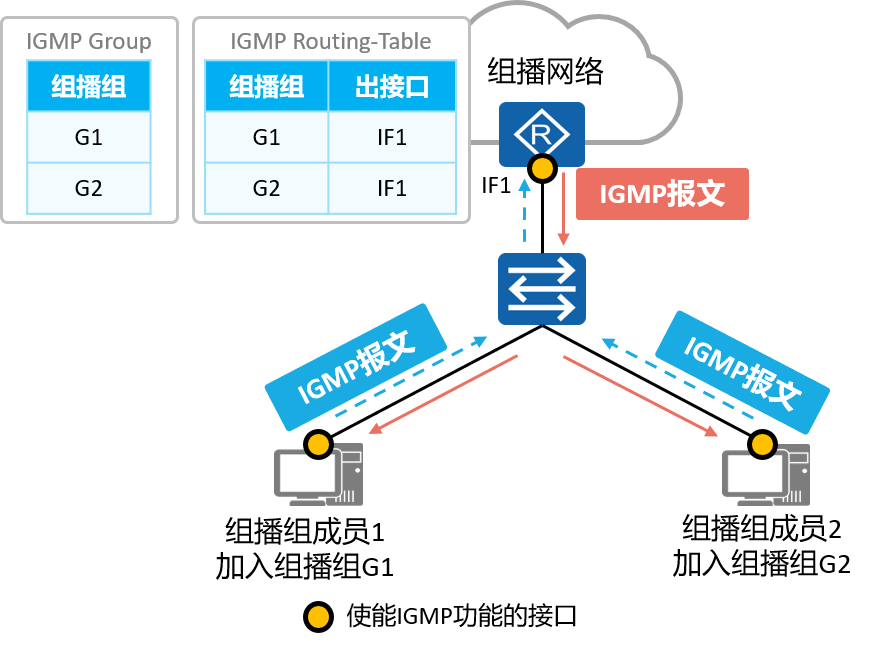 IGMP Group
组播组
G1
G2
IGMP Routing-Table
组播组 出接口
G1 IF1
G2 IF1
组播网络
R
IF1
IGMP报文
IGMP报文
IGMP报文
组播组成员1
加入组播组G1
组播组成员2
加入组播组G2
使能IGMP功能的接口